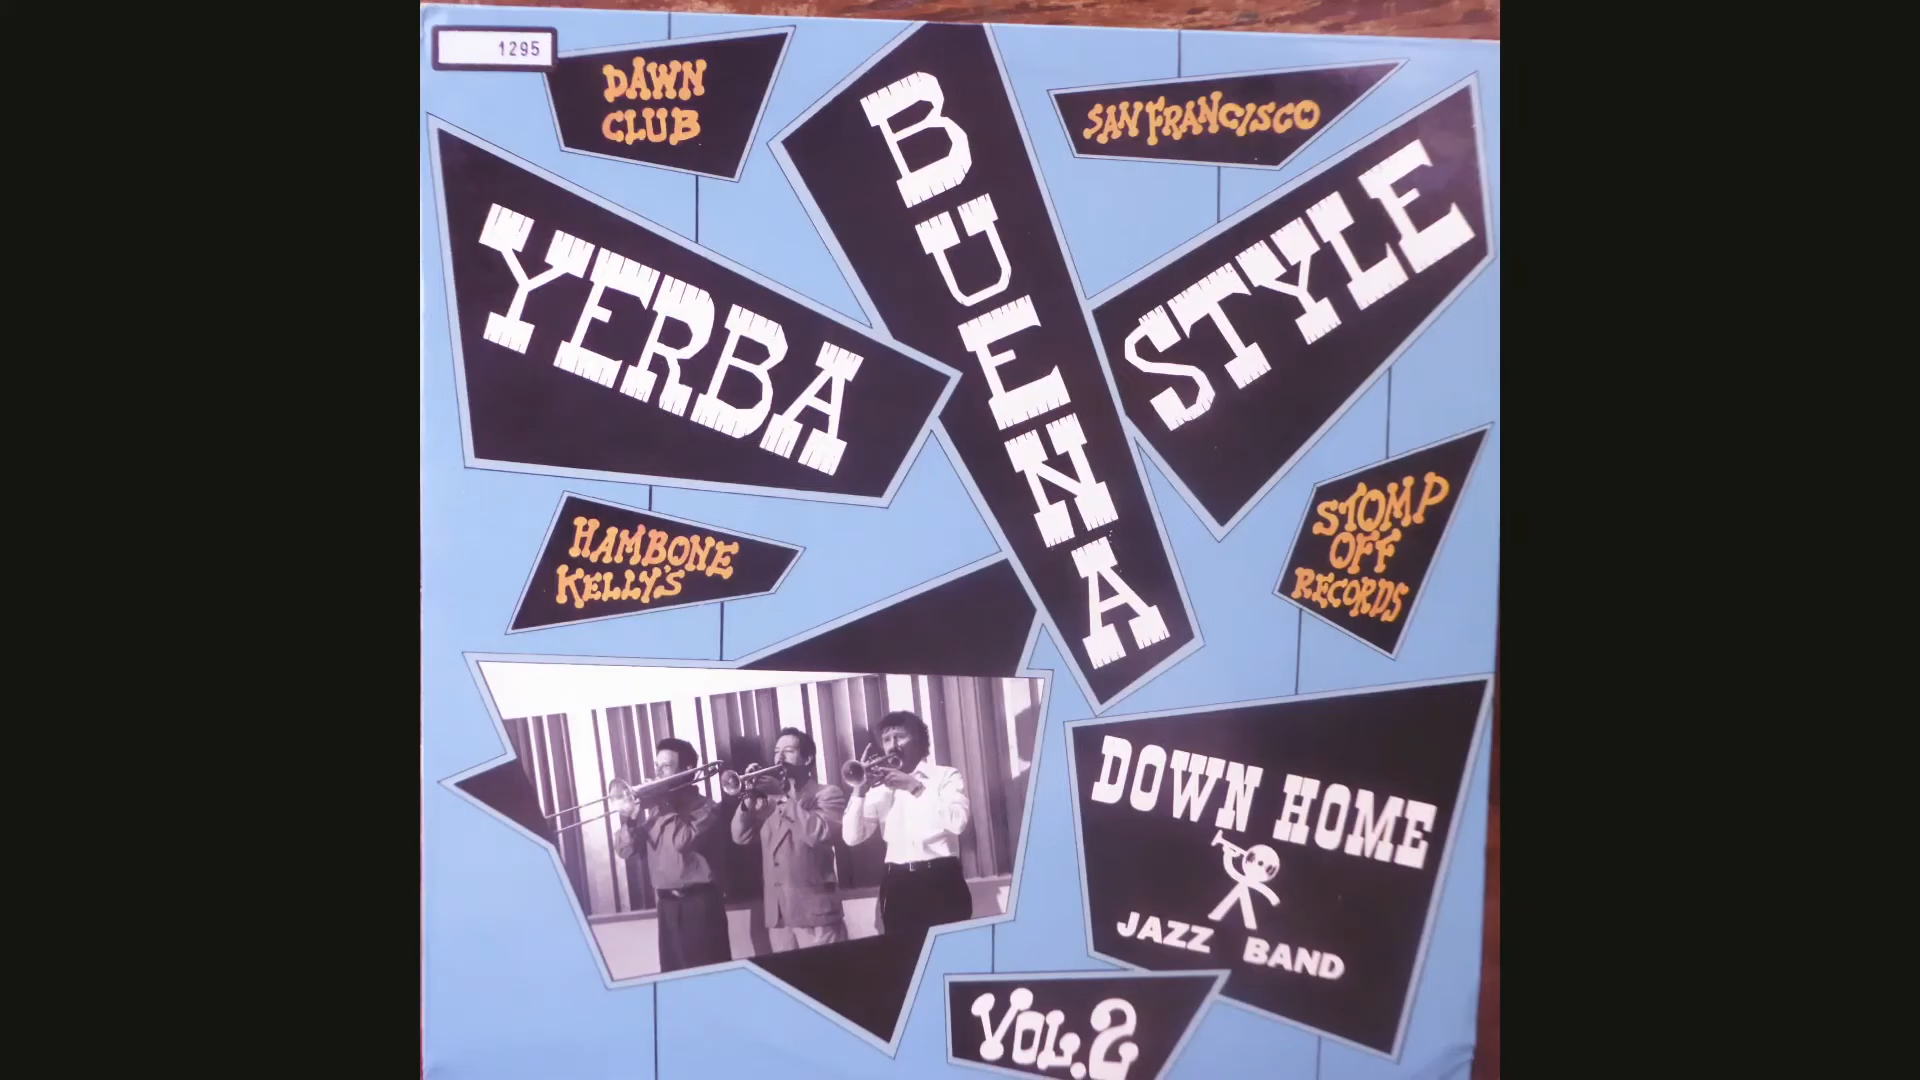 1295
DAWN
CLUB
SAN FRANCISCO
YERBA
BUENA
STYLE
HAMBONE
KELLY'S
STOMP
OFF
RECORDS
DOWN HOME
JAZZ BAND
VOL.2